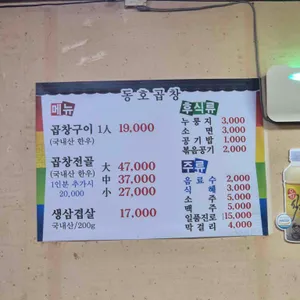 동호곱창
메뉴
곱창구이 1人 19,000
(국내산 한우)
곱창전골 大 47,000
(국내산 한우) 中 37,000
1인분 추가시 小 27,000
20,000
생삼겹살 17,000
국내산/200g
후식류
누룽지 3,000
소면 3,000
공기밥 1,000
볶음공기 2,000
주류
음료수 2,000
식혜 3,000
소주 5,000
맥주 5,000
일품진로 15,000
막걸리 4,000